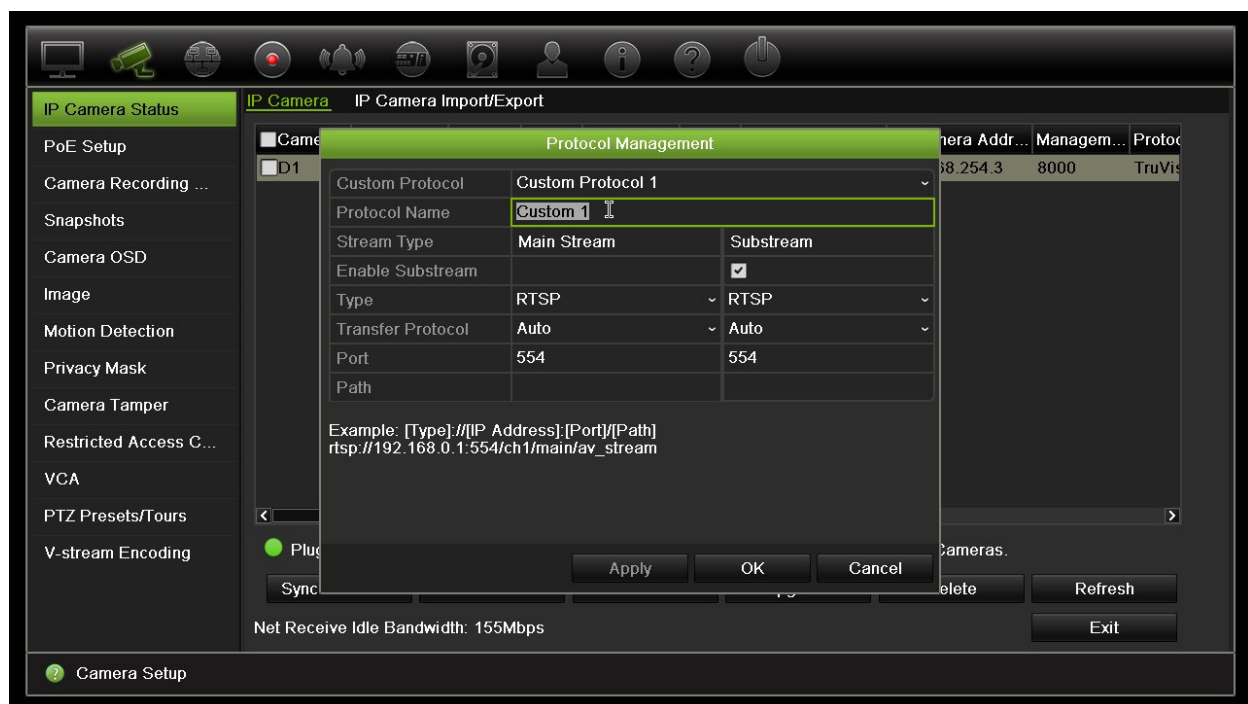 IP Camera Status
IP Camera IP Camera Import/Export
PoE Setup
Camera Recording ...
Snapshots
Camera OSD
Image
Motion Detection
Privacy Mask
Camera Tamper
Restricted Access C...
VCA
PTZ Presets/Tours
V-stream Encoding
Addr... Managem...
D1 8000
Protocol Management
Custom Protocol Custom Protocol 1
Protocol Name Custom 1
Stream Type Main Stream Substream
Enable Substream
Type RTSP RTSP
Transfer Protocol Auto Auto
Port 554 554
Path
Example: [Type]://[IP Address]:[Port]/[Path]
rtsp://192.168.0.1:554/ch1/main/av_stream
Apply OK Cancel
Cameras.
Refresh
Net Receive Idle Bandwidth: 155Mbps Exit
Camera Setup